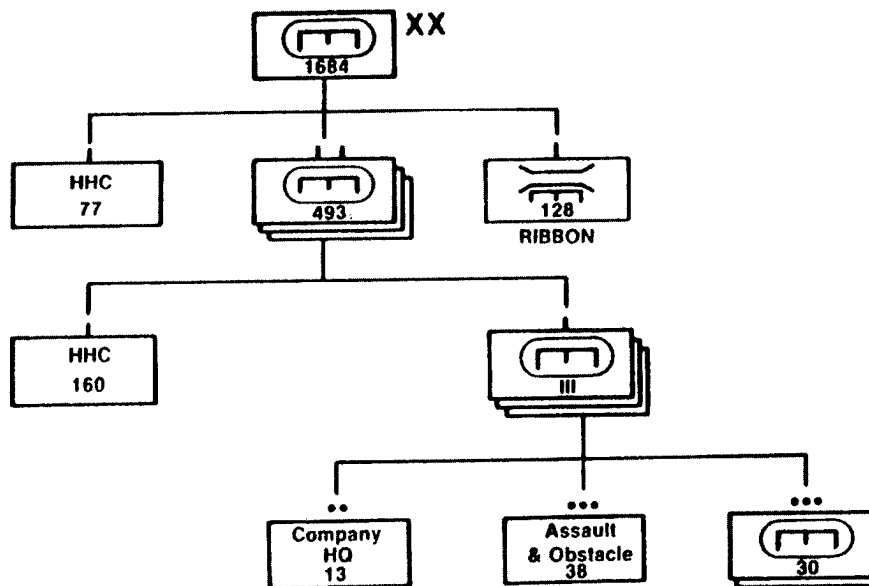 XX
1684
HHC
77
493
128
RIBBON
HHC
160
III
Company
HQ
13
Assault
& Obstacle
38
30